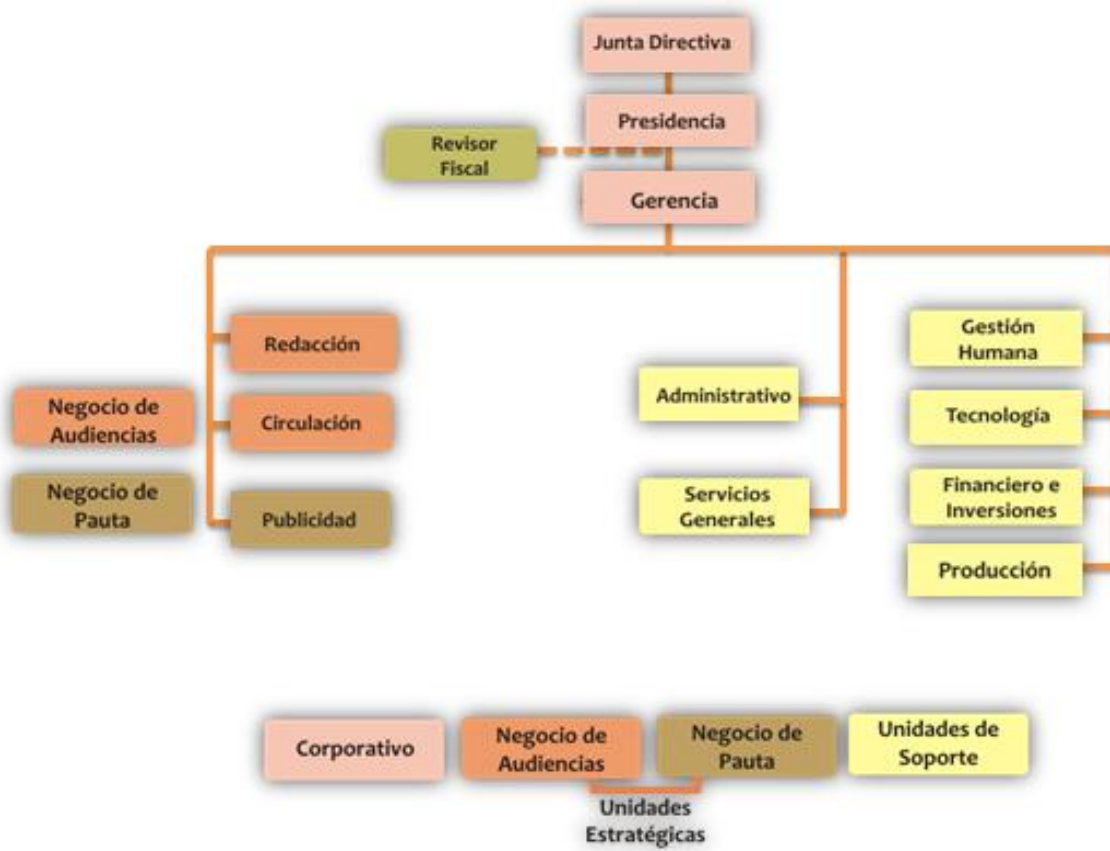 Junta Directiva
Presidencia
Revisor
Fiscal
Gerencia
Redacción
Circulación
Publicidad
Negocio de
Audiencias
Negocio de
Pauta
Administrativo
Servicios
Generales
Gestión
Humana
Tecnología
Financiero e
Inversiones
Producción
Corporativo
Negocio de
Audiencias
Negocio de
Pauta
Unidades de
Soporte
Unidades
Estratégicas